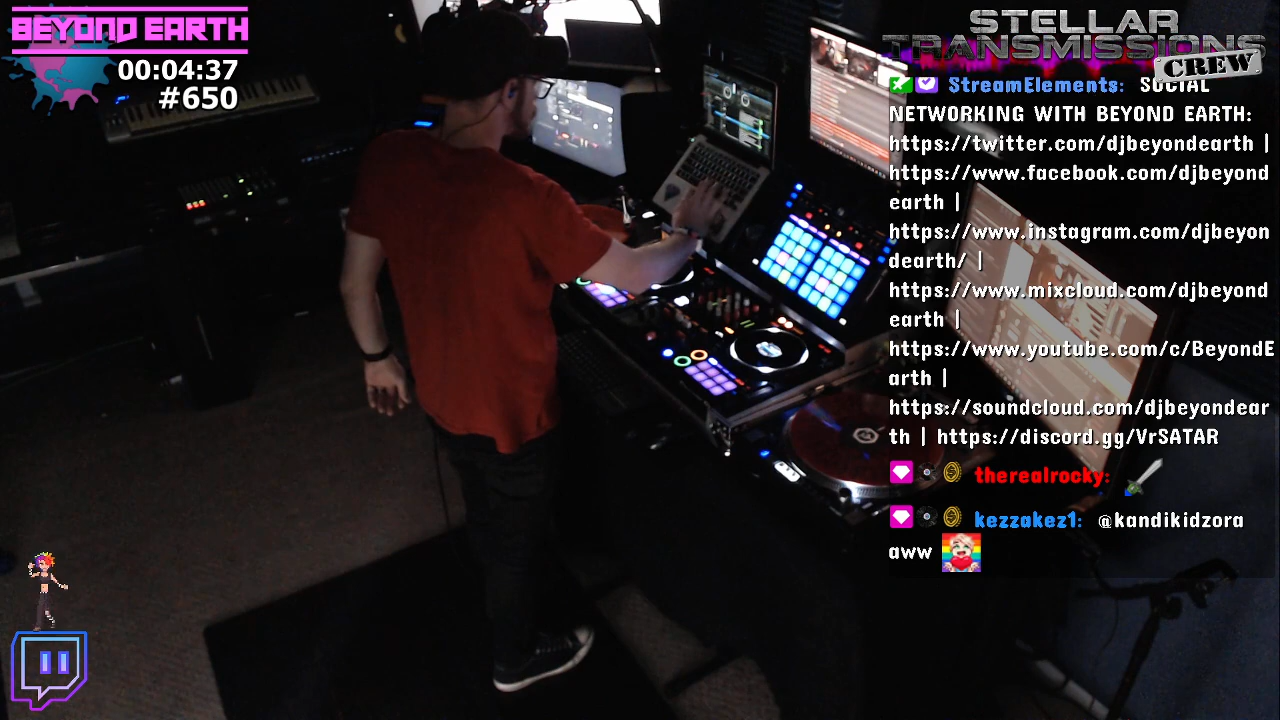 BEYOND EARTH
00:04:37
#650
STELLAR
TRANSMISSIONS
CREW
StreamElements: SOCIAL
NETWORKING WITH BEYOND EARTH:
https://twitter.com/djbeyondearth |
https://www.facebook.com/djbeyond
earth |
https://www.instagram.com/djbeyon
dearth/ |
https://www.mixcloud.com/djbeyond
earth |
https://www.youtube.com/c/BeyondE
arth |
https://soundcloud.com/djbeyondear
th | https://discord.gg/VrSATAR
therealrocky:
kezzakez1: @kandikidzora
aww